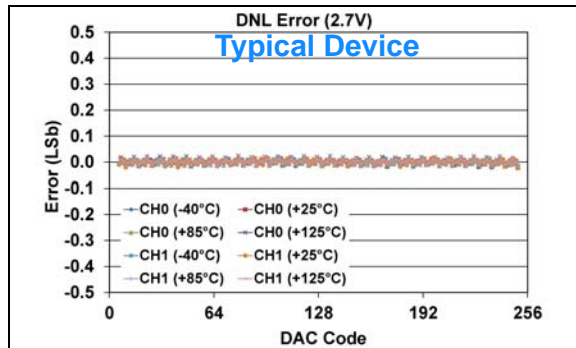 DNL Error (2.7V)
Typical Device
Error (LSb)
0.5
0.4
0.3
0.2
0.1
0.0
-0.1
-0.2
-0.3
-0.4
-0.5
CH0 (-40°C) CH0 (+25°C)
CH0 (+85°C) CH0 (+125°C)
CH1 (-40°C) CH1 (+25°C)
CH1 (+85°C) CH1 (+125°C)
0 64 128 192 256
DAC Code